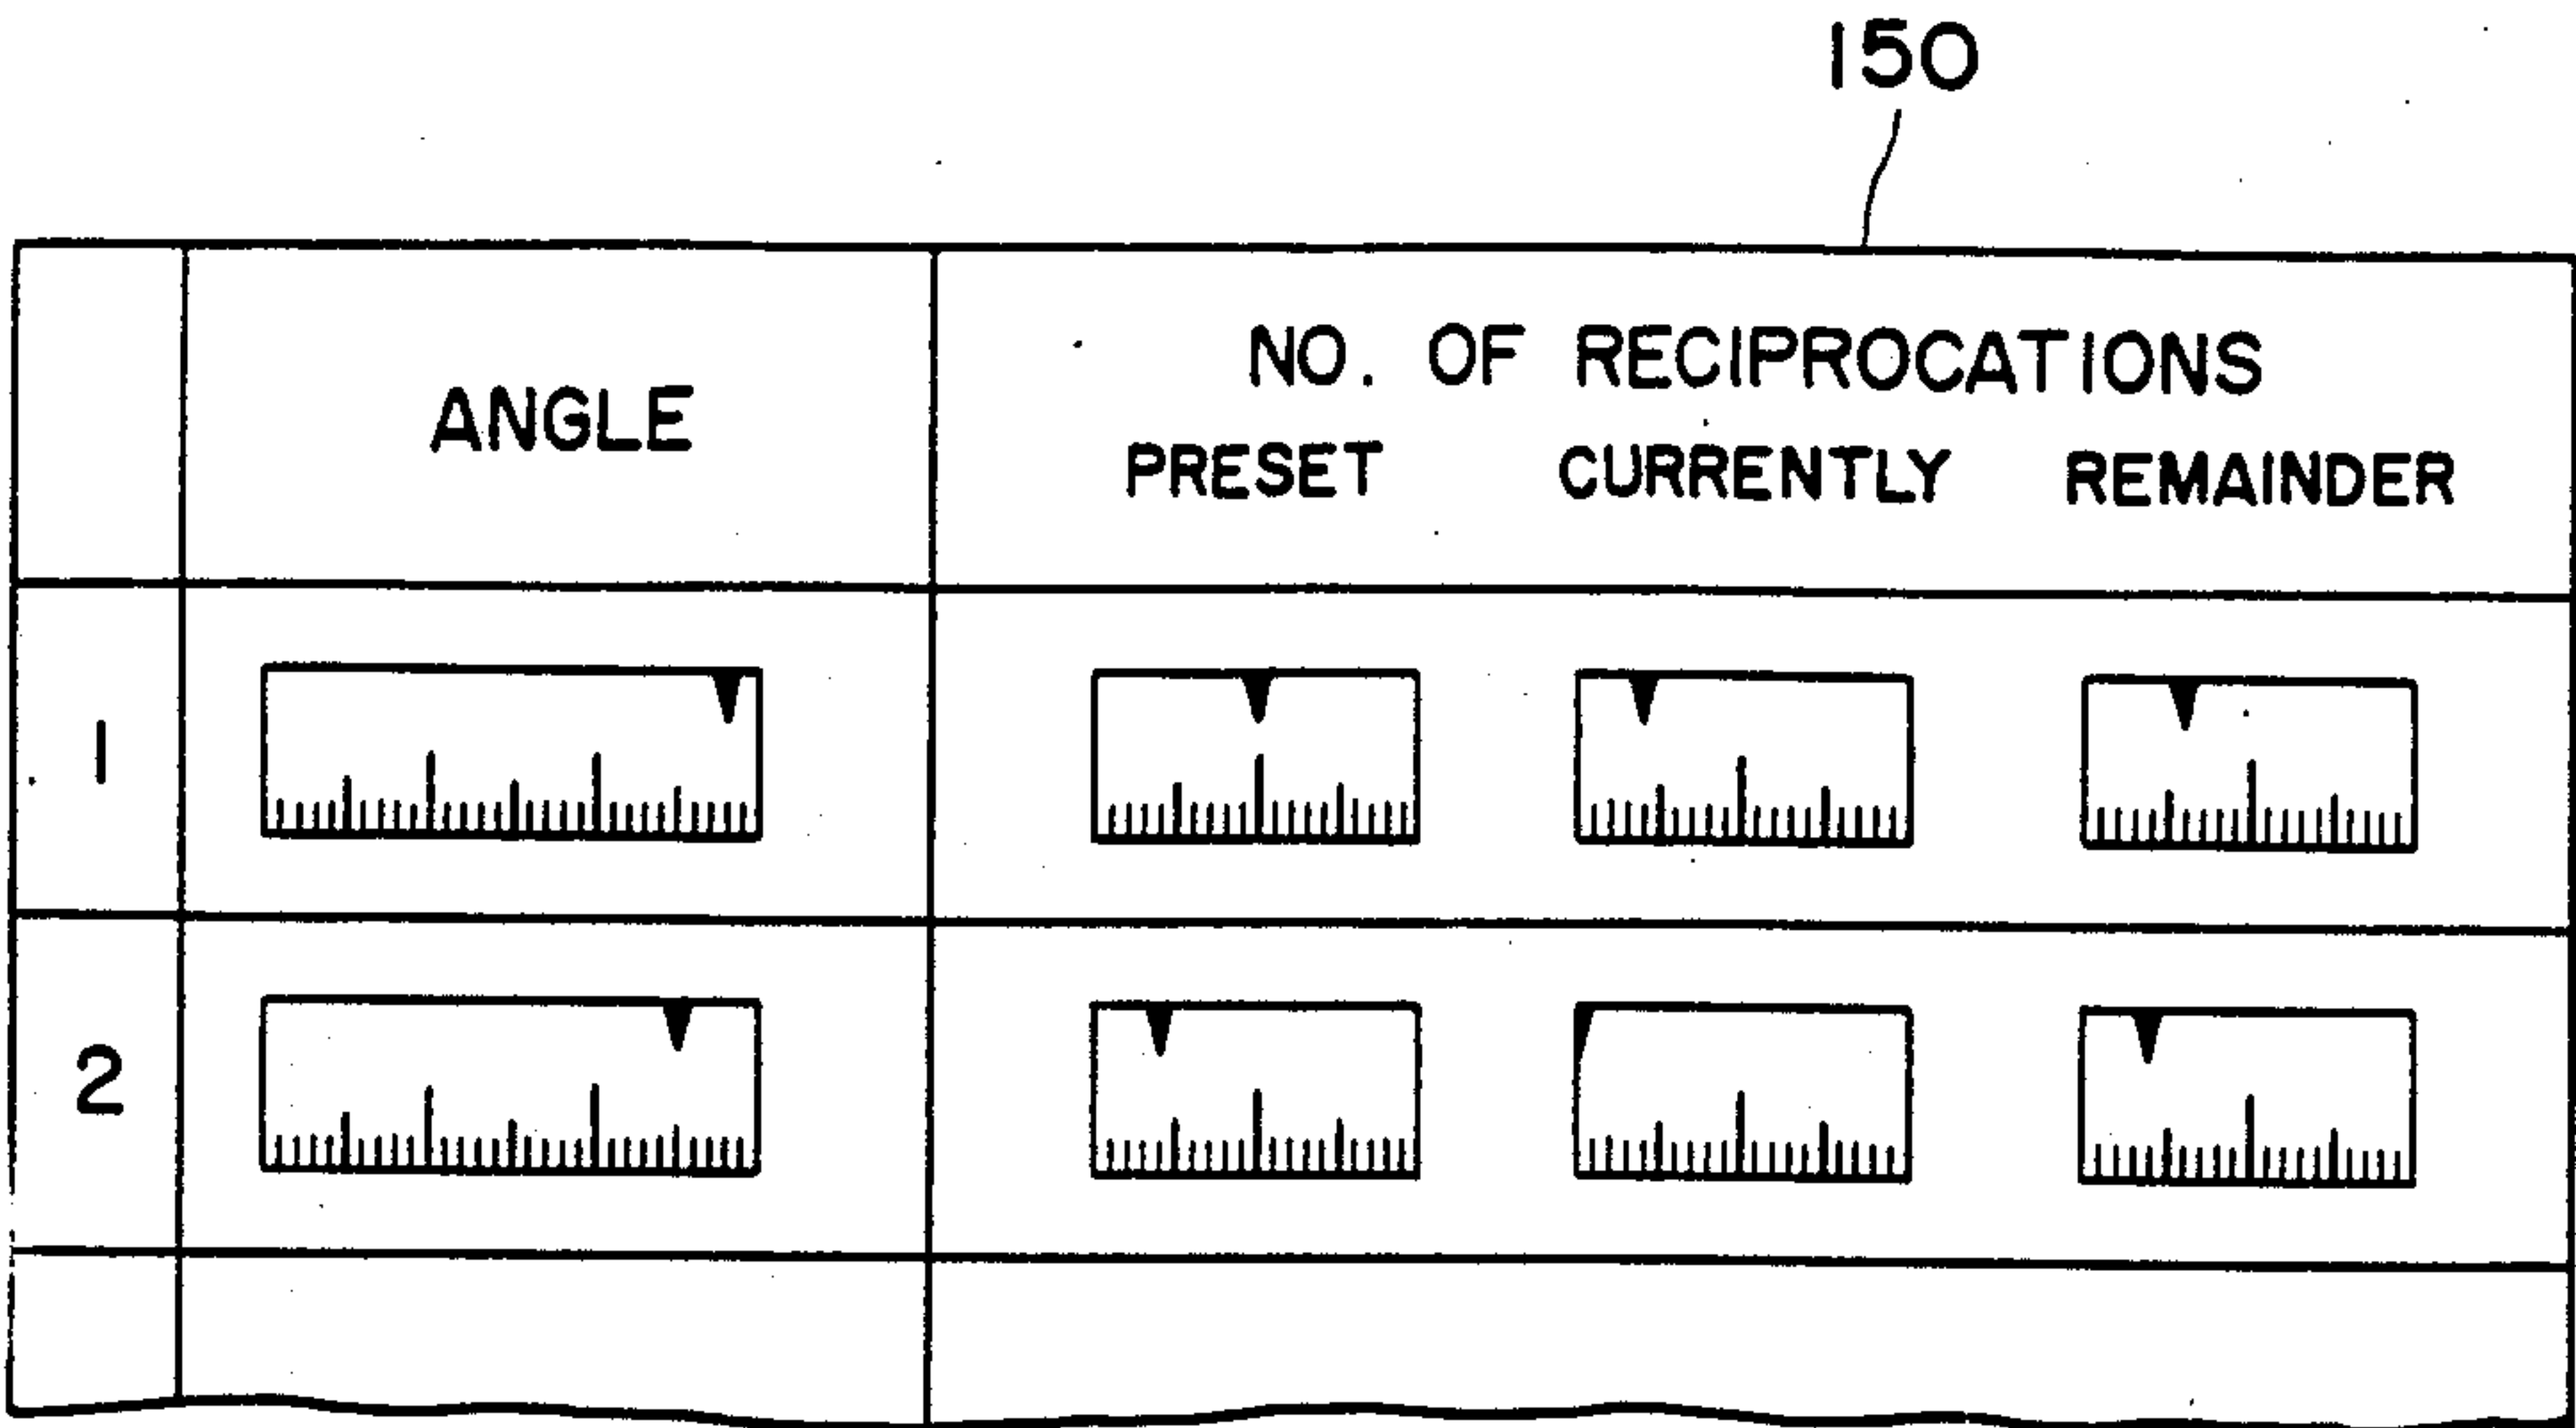 150
ANGLE
NO. OF RECIPROCATIONS
PRESET CURRENTLY REMAINDER
1
2